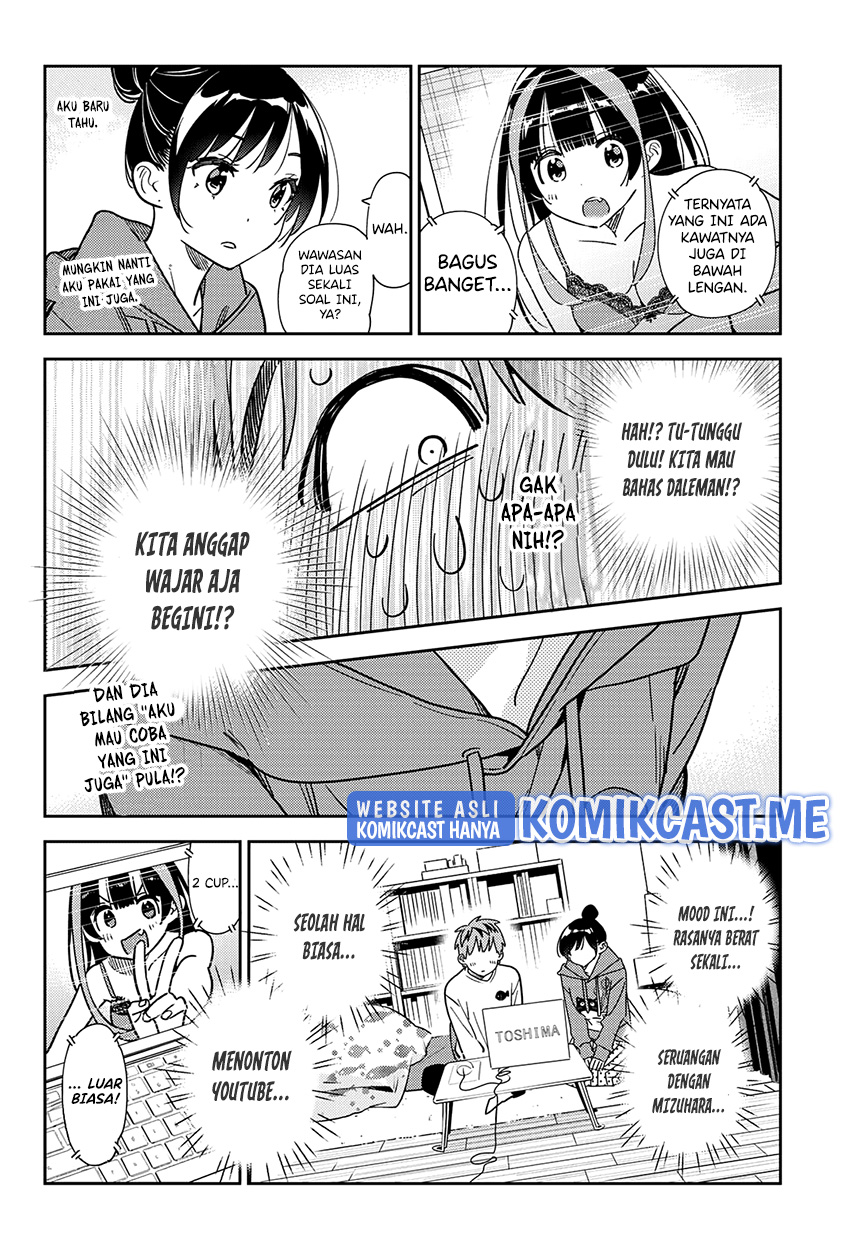 TERNYATA
YANG INI ADA
KAWATNYA
JUGA DI
BAWAH
LENGAN.
BAGUS
BANGET...
WAH.
WAWASAN
DIA LUAS
SEKALI
SOAL INI,
YA?
AKU BARU
TAHU.
MUNGKIN NANTI
AKU PAKAI YANG
INI JUGA.
HAH!? TU-TUNGGU
DULU! KITA MAU
BAHAS DALEMAN!?
GAK
APA-APA
NIH!?
KITA ANGGAP
WAJAR AJA
BEGINI!?
DAN DIA
BILANG "AKU
MAU COBA
YANG INI
JUGA" PULA!?
WEBSITE ASLI
KOMIKCAST HANYA
KOMIKCAST.ME
2 CUP...
... LUAR
BIASA!
MOOD INI...!
RASANYA BERAT
SEKALI...
SERUANGAN
DENGAN
MIZUHARA...
SEOLAH HAL
BIASA...
MENONTON
YOUTUBE...
TOSHIMA